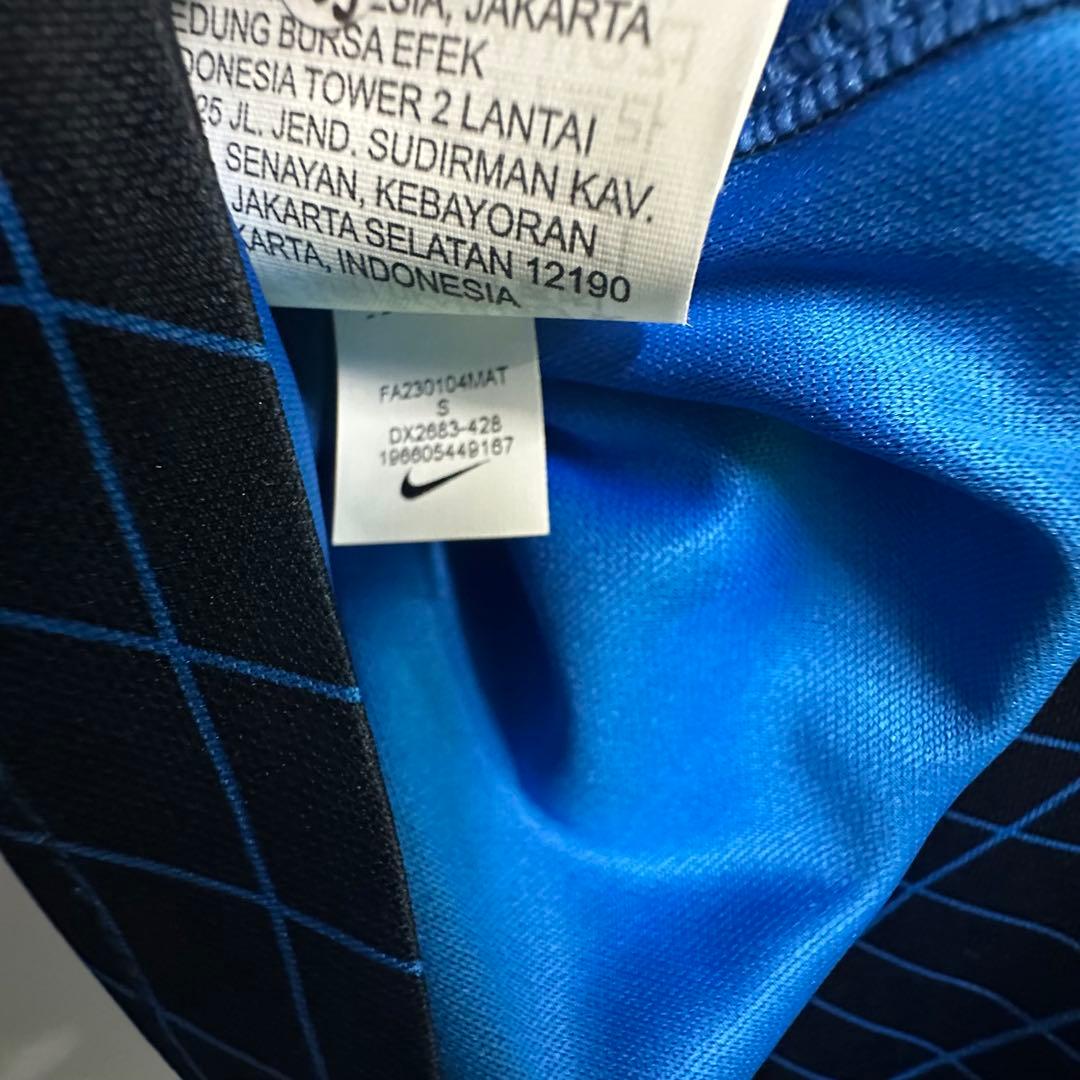 JAKARTA
EDUNG BURSA EFEK
DONESIA TOWER 2 LANTAI
25 JL. JEND. SUDIRMAN KAV.
SENAYAN, KEBAYORAN
JAKARTA SELATAN 12190
KARTA, INDONESIA
FA230104MAT
S
DX2683-428
196605449167